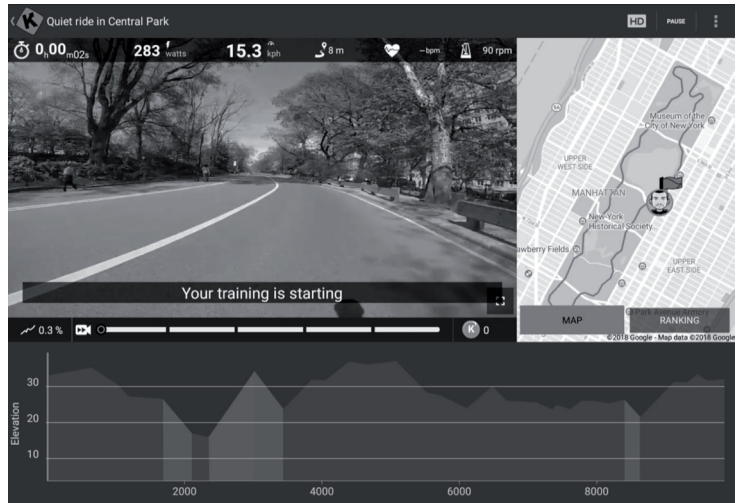 K
Quiet ride in Central Park
HD
PAUSE
0h00m02s
283 watts
15.3 kph
8 m
--bpm
90 rpm
Your training is starting
0.3 %
K 0
Museum of the
City of New York
UPPER
WEST SIDE
MANHATTAN
New-York
Historical Society
awberry Fields
UPPER
EAST SIDE
Park Avenue Armory
MAP
RANKING
©2018 Google - Map data ©2018 Google
Elevation
30
20
10
2000
4000
6000
8000